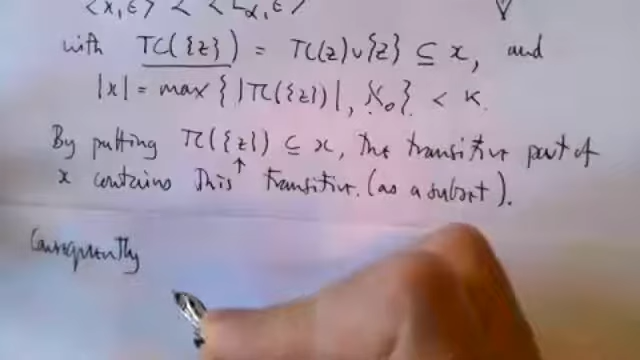 ⟨x,∈⟩ ≺ ⟨L_α,∈⟩
with TC({z}) = TC(z)∪{z} ⊆ x, and
|x| = max{|TC({z})|, ℵ₀} < κ.
By putting TC({z}) ⊆ x, the transitive part of
x contains this ↑ transitive. (as a subset).
Consequently